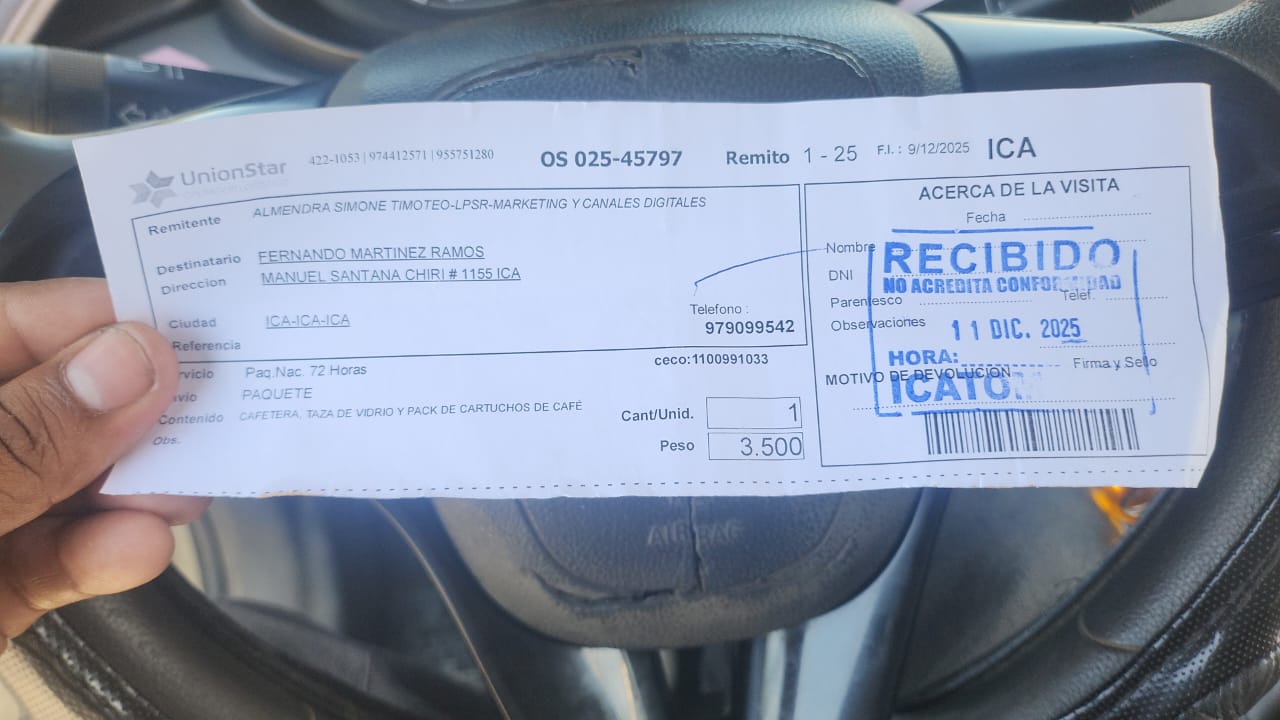 UnionStar
422-1053 | 974412571 | 955751280
OS 025-45797
Remito 1 - 25
F.I. : 9/12/2025
ICA
Remitente ALMENDRA SIMONE TIMOTEO-LPSR-MARKETING Y CANALES DIGITALES
Destinatario FERNANDO MARTINEZ RAMOS
Direccion MANUEL SANTANA CHIRI # 1155 ICA
Telefono :
979099542
Ciudad ICA-ICA-ICA
Referencia
ceco:1100991033
vicio Paq.Nac. 72 Horas
vio PAQUETE
Contenido CAFETERA, TAZA DE VIDRIO Y PACK DE CARTUCHOS DE CAFÉ
Obs.
Cant/Unid. 1
Peso 3.500
ACERCA DE LA VISITA
Fecha
Nombre
DNI
Parentesco Telef.
Observaciones
Firma y Sello
MOTIVO DE DEVOLUCION
RECIBIDO
NO ACREDITA CONFORMIDAD
11 DIC. 2025
HORA:
AIRBAG